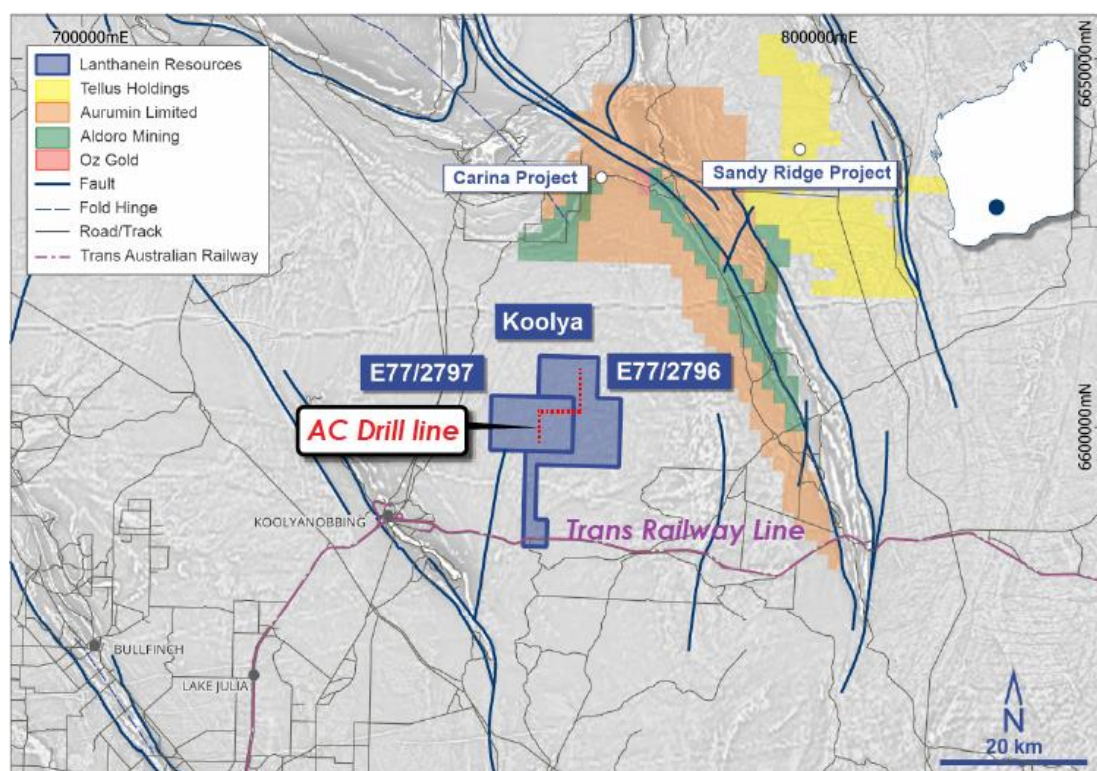 700000mE
800000mE
6650000mN
Lanthanein Resources
Tellus Holdings
Aurumin Limited
Aldoro Mining
Oz Gold
Fault
Fold Hinge
Road/Track
Trans Australian Railway
Carina Project
Sandy Ridge Project
Koolya
E77/2797
E77/2796
AC Drill line
6600000mN
KOOLYANOBBING
Trans Railway Line
BULLFINCH
LAKE JULIA
N
20 km